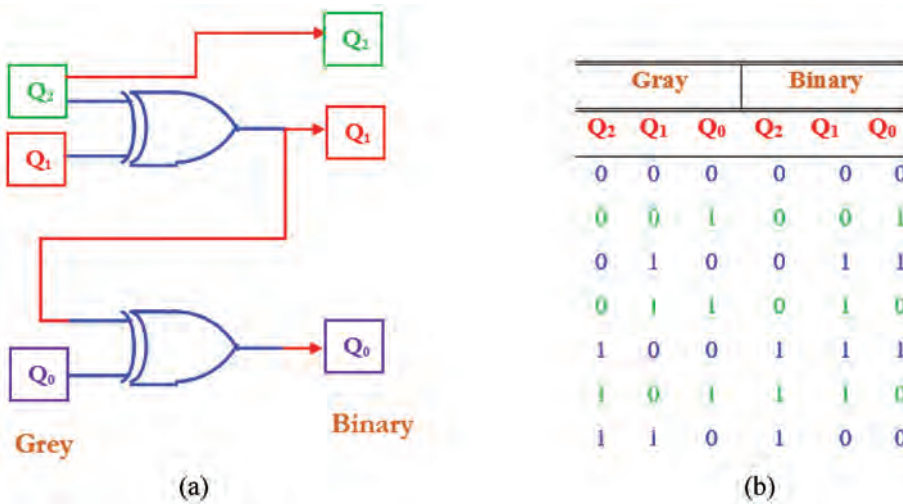 Q2
Q2
Q1
Q1
Q0
Q0
Grey
Binary
(a)
Gray Binary
Q2 Q1 Q0 Q2 Q1 Q0
0 0 0 0 0 0
0 0 1 0 0 1
0 1 0 0 1 1
0 1 1 0 1 0
1 0 0 1 1 1
1 0 1 1 1 0
1 1 0 1 0 0
(b)